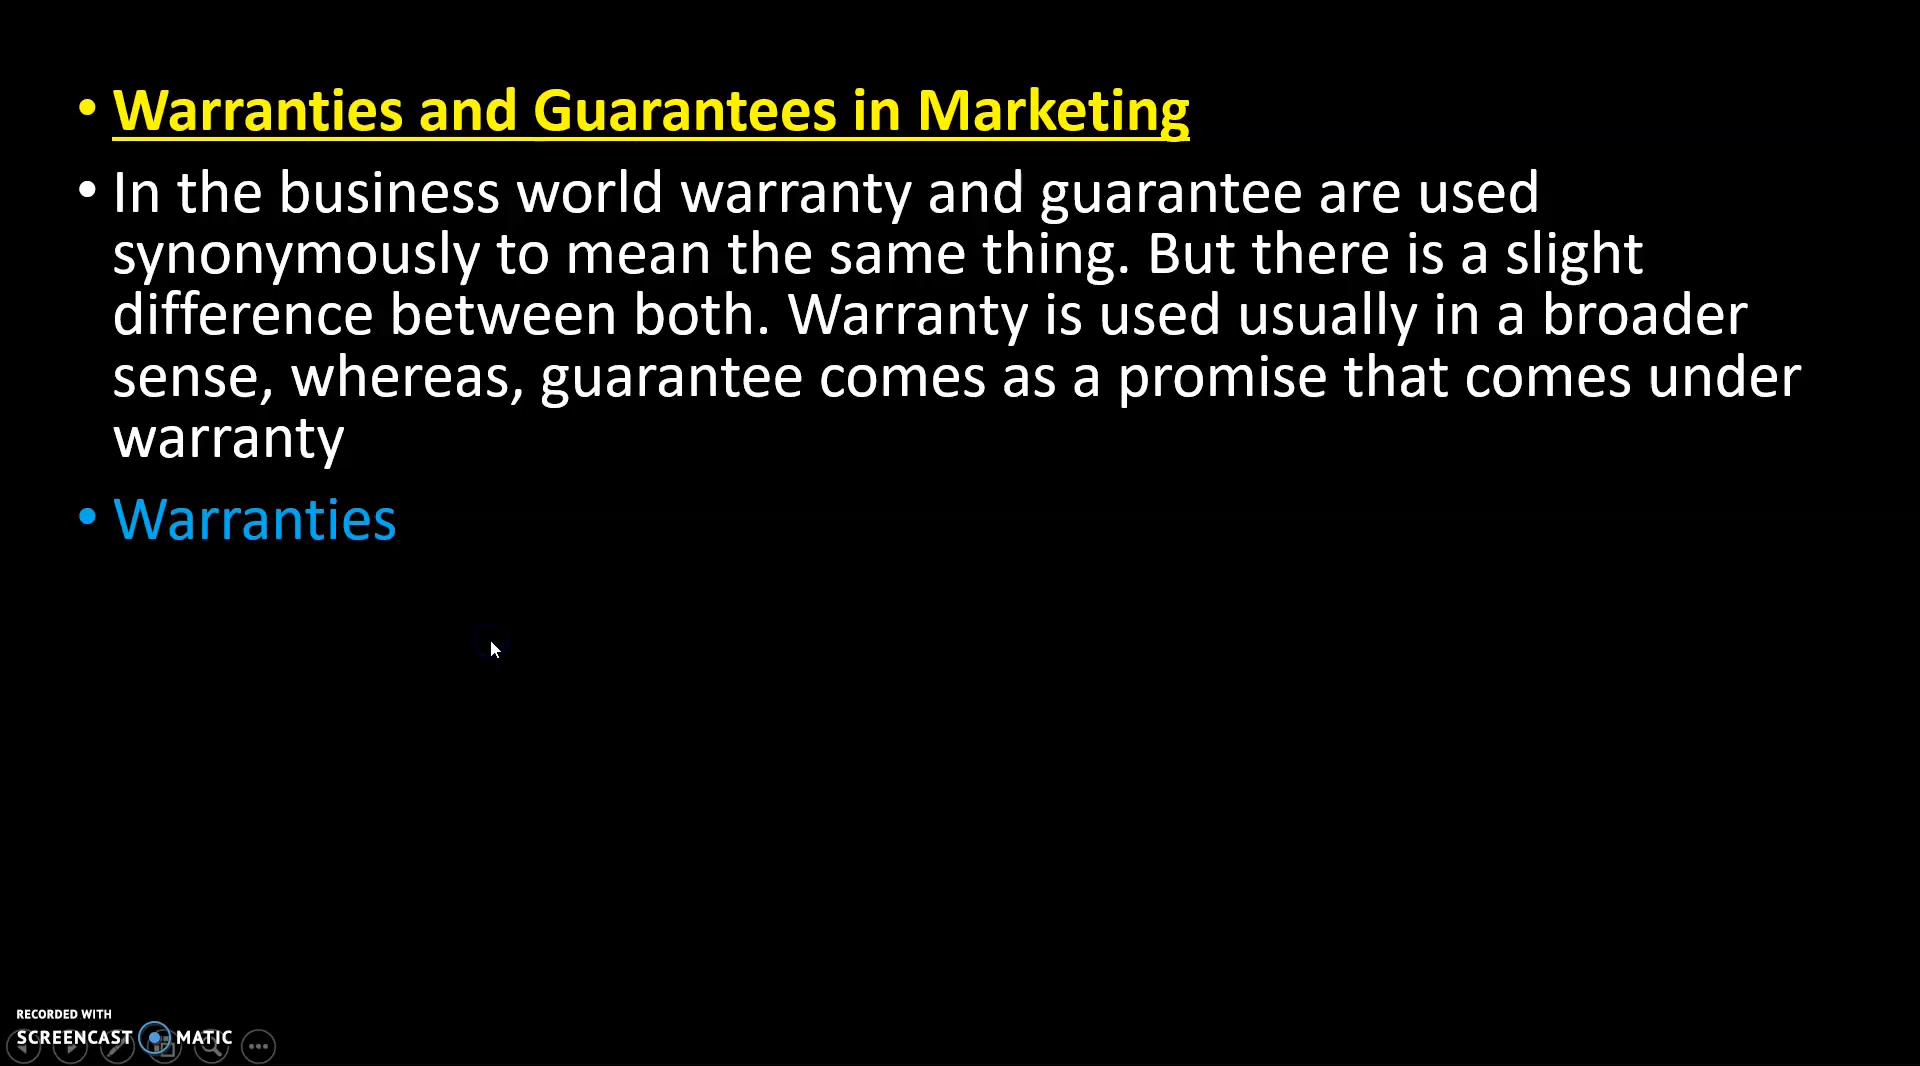 • Warranties and Guarantees in Marketing
• In the business world warranty and guarantee are used
synonymously to mean the same thing. But there is a slight
difference between both. Warranty is used usually in a broader
sense, whereas, guarantee comes as a promise that comes under
warranty
• Warranties
RECORDED WITH
SCREENCAST MATIC